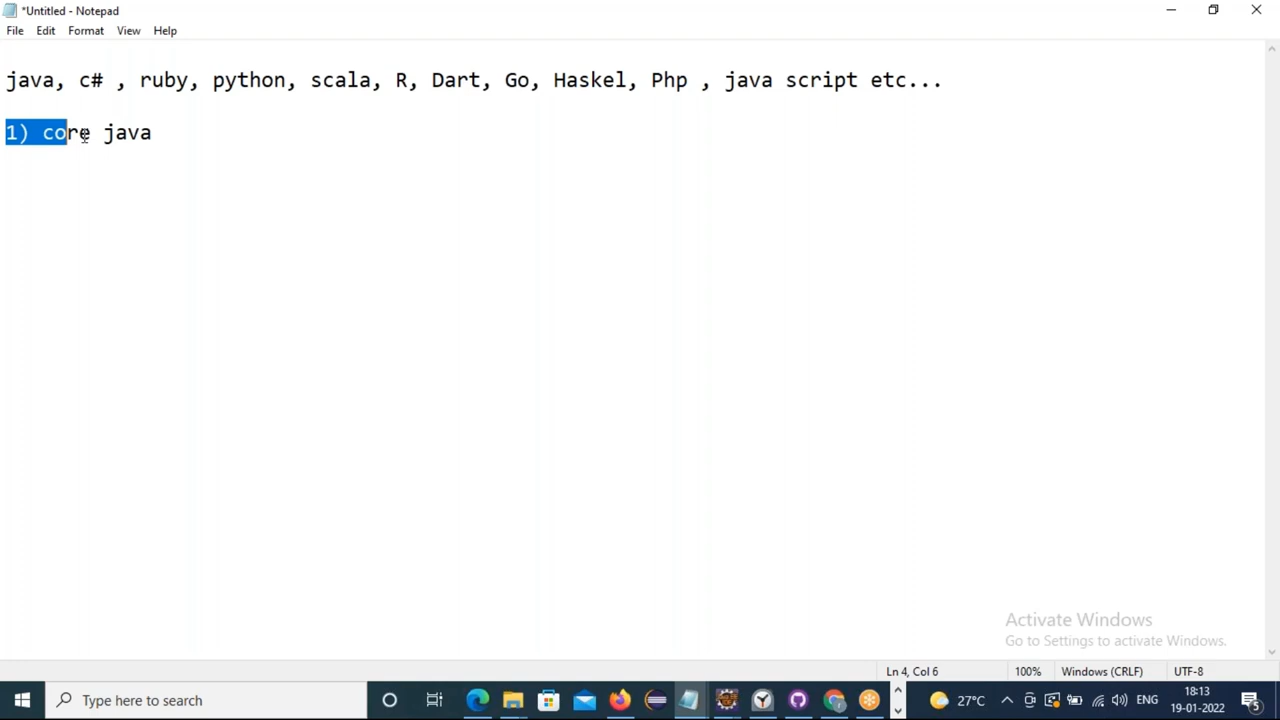 *Untitled - Notepad
File Edit Format View Help
java, c# , ruby, python, scala, R, Dart, Go, Haskel, Php , java script etc...
1) core java
Activate Windows
Go to Settings to activate Windows.
Ln 4, Col 6 100% Windows (CRLF) UTF-8
Type here to search
27°C
ENG
18:13
19-01-2022
5